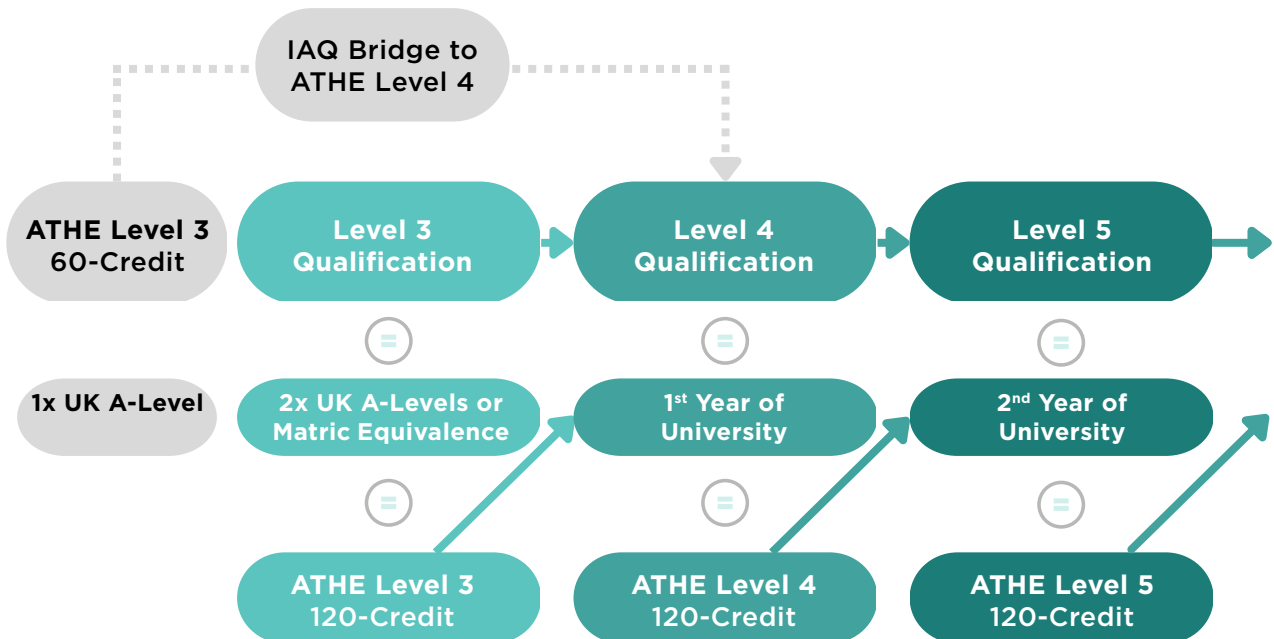 IAQ Bridge to
ATHE Level 4
ATHE Level 3
60-Credit
Level 3
Qualification
Level 4
Qualification
Level 5
Qualification
=
=
=
1x UK A-Level
2x UK A-Levels or
Matric Equivalence
1st Year of
University
2nd Year of
University
=
=
=
ATHE Level 3
120-Credit
ATHE Level 4
120-Credit
ATHE Level 5
120-Credit